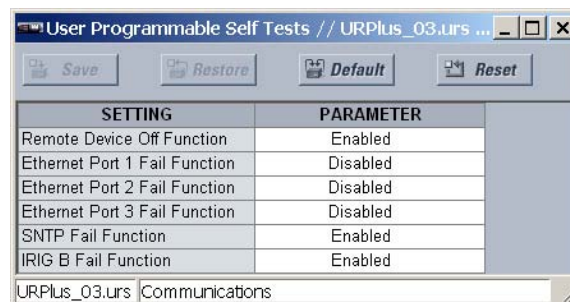 User Programmable Self Tests // URPlus_03.urs ...
Save Restore Default Reset
SETTING PARAMETER
Remote Device Off Function Enabled
Ethernet Port 1 Fail Function Disabled
Ethernet Port 2 Fail Function Disabled
Ethernet Port 3 Fail Function Disabled
SNTP Fail Function Enabled
IRIG B Fail Function Enabled
URPlus_03.urs Communications